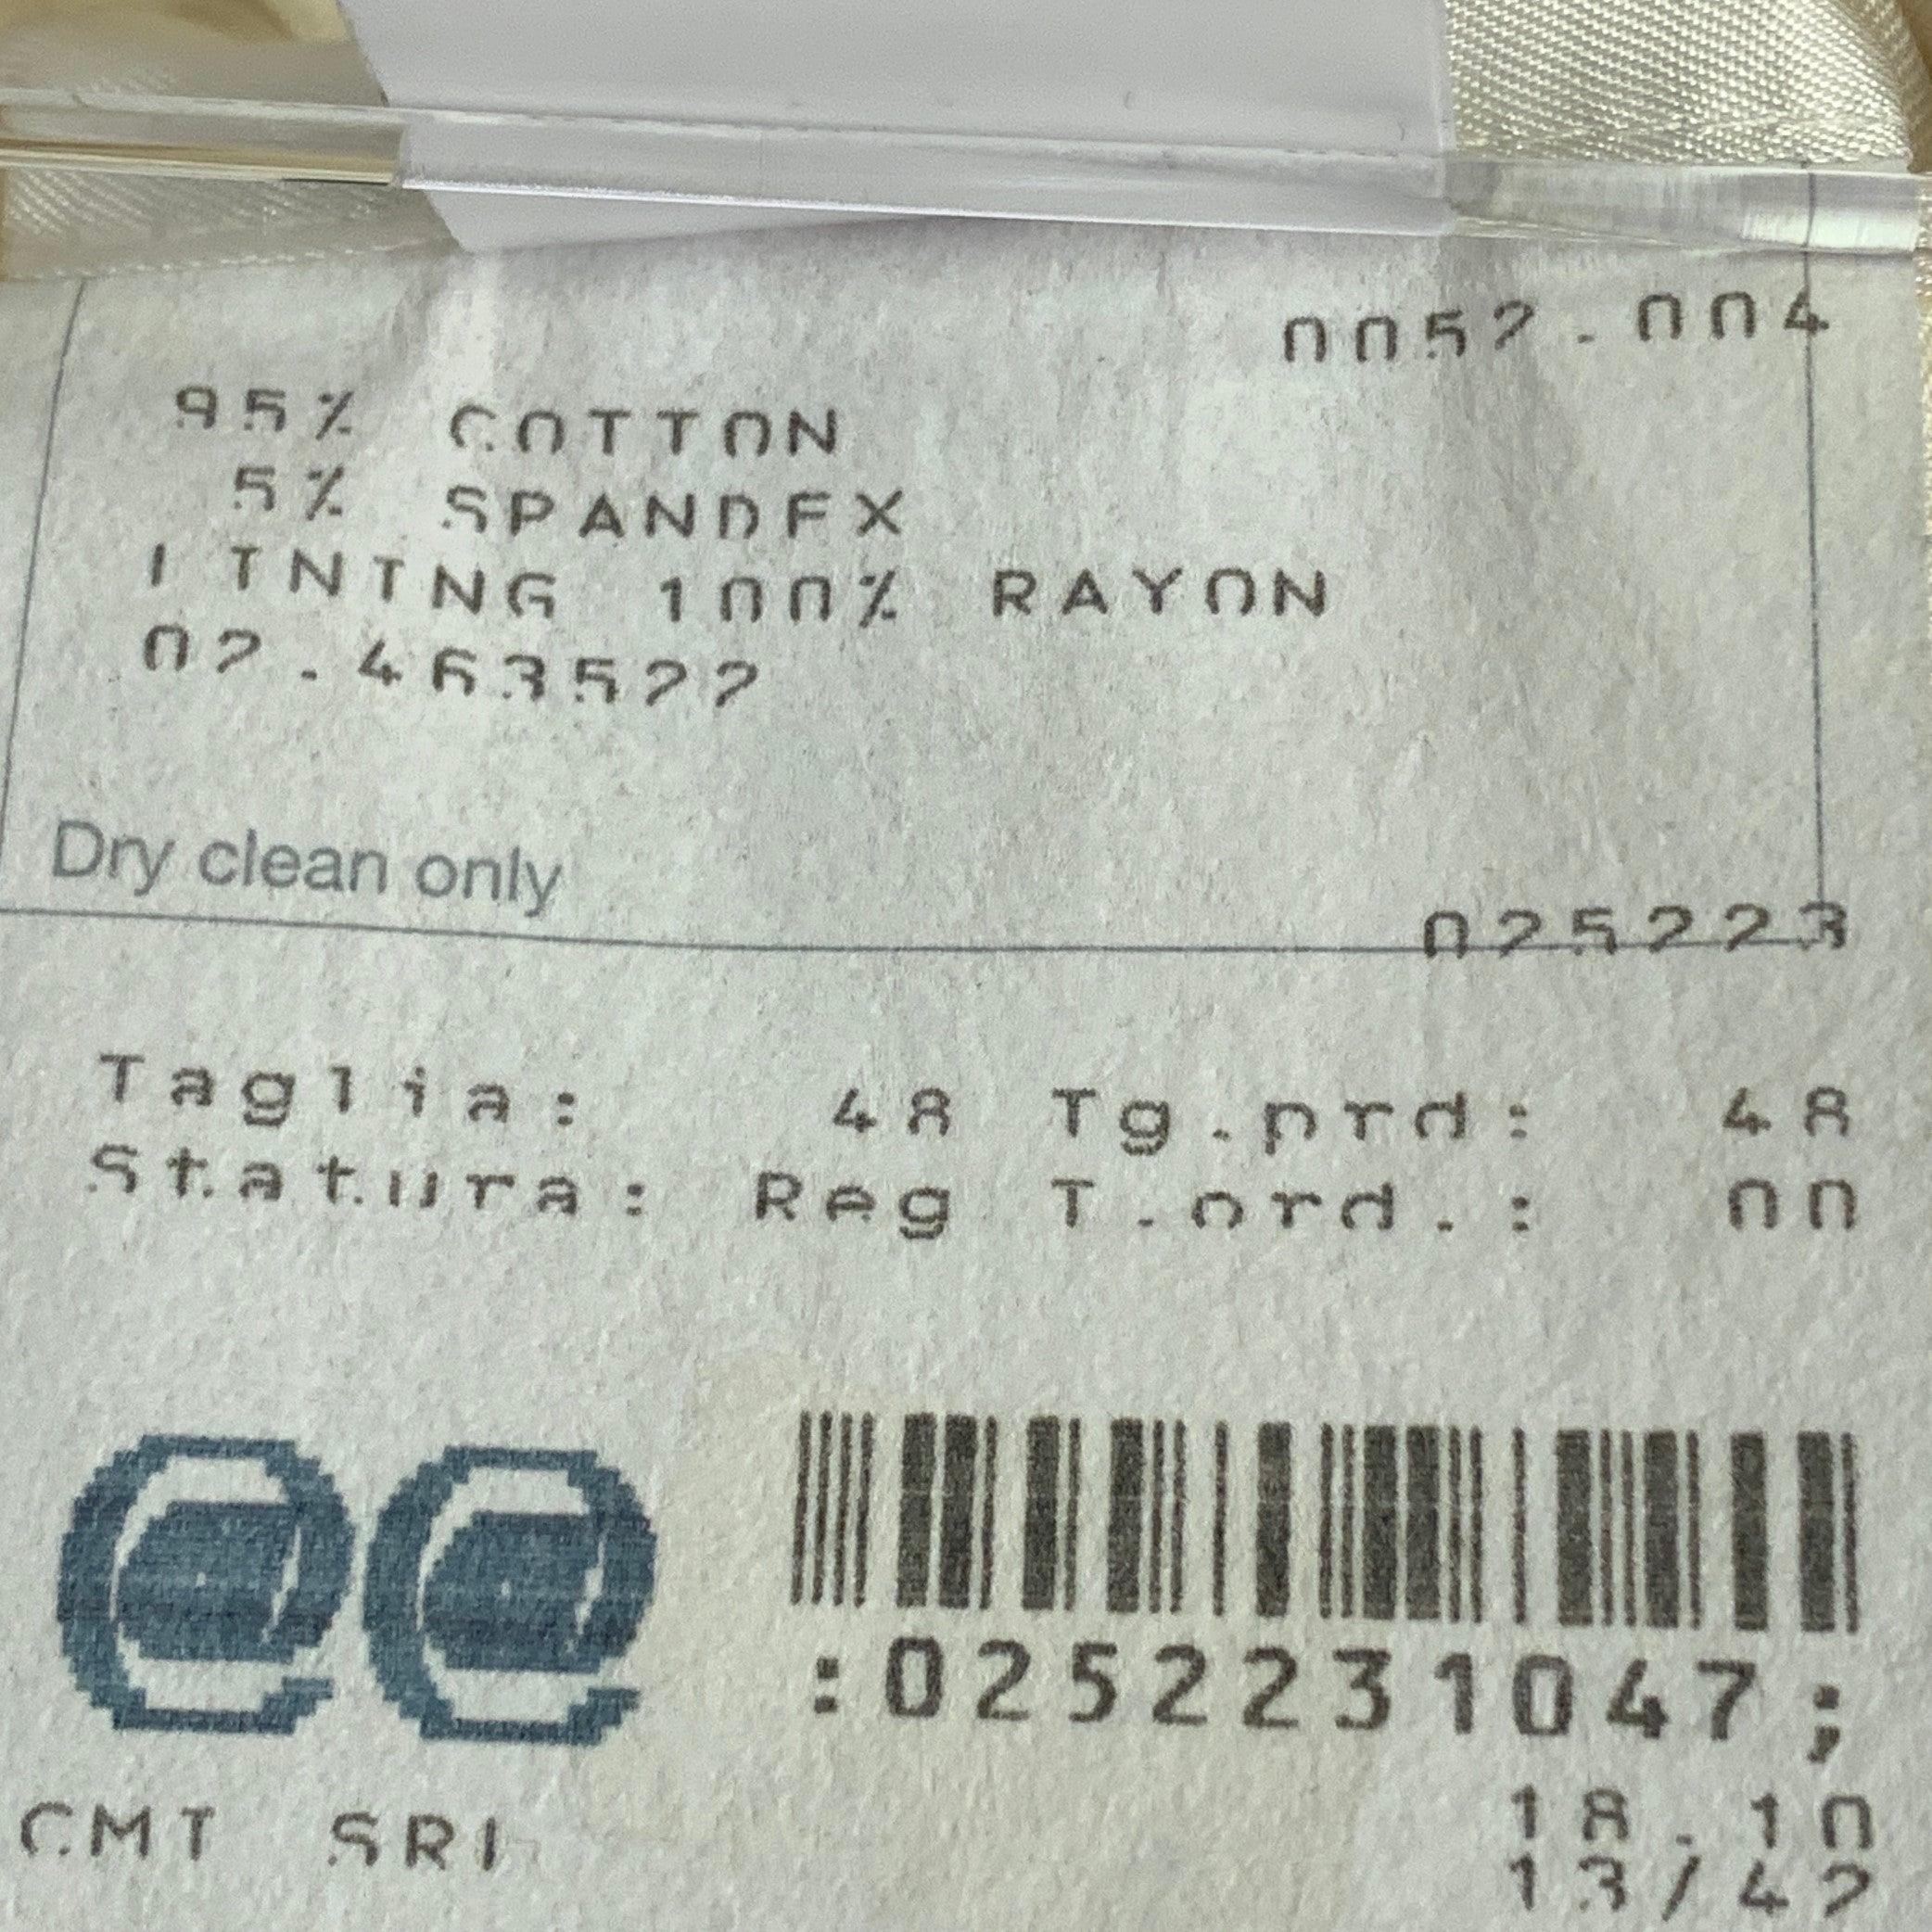 0052.004
95% COTTON
5% SPANDEX
LINING 100% RAYON
02.463522
Dry clean only
025223
Taglia: 48 Tg.prd: 48
Statura: Reg T.ord.: 00
@@
:0252231047;
CMT SRL
18.10
13/42